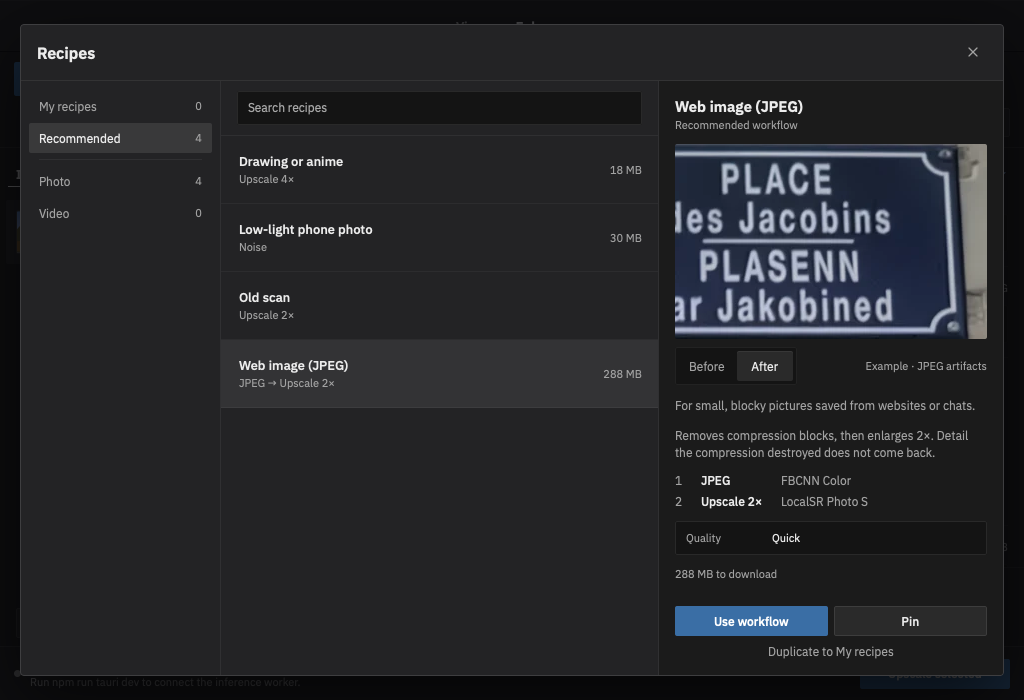 Recipes
My recipes 0
Recommended 4
Photo 4
Video 0
Search recipes
Drawing or anime
Upscale 4×
18 MB
Low-light phone photo
Noise
30 MB
Old scan
Upscale 2×
Web image (JPEG)
JPEG → Upscale 2×
288 MB
Web image (JPEG)
Recommended workflow
PLACE
des Jacobins
PLASENN
ar Jakobined
Before After
Example · JPEG artifacts
For small, blocky pictures saved from websites or chats.
Removes compression blocks, then enlarges 2×. Detail
the compression destroyed does not come back.
1 JPEG FBCNN Color
2 Upscale 2× LocalSR Photo S
Quality Quick
288 MB to download
Use workflow Pin
Duplicate to My recipes
Run npm run tauri dev to connect the inference worker.